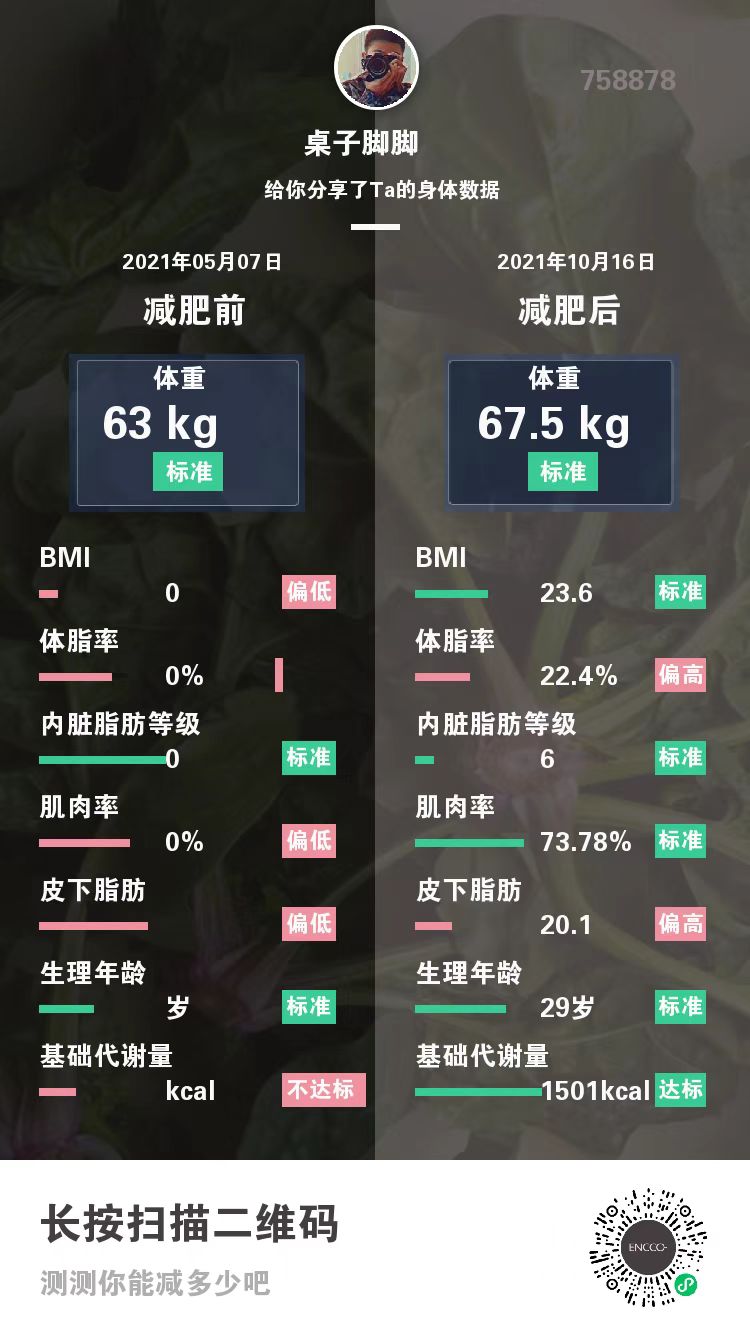 758878
桌子脚脚
给你分享了Ta的身体数据
2021年05月07日
减肥前
体重
63 kg
标准
BMI
0
偏低
体脂率
0%
内脏脂肪等级
0
标准
肌肉率
0%
偏低
皮下脂肪
偏低
生理年龄
岁
标准
基础代谢量
kcal
不达标
2021年10月16日
减肥后
体重
67.5 kg
标准
BMI
23.6
标准
体脂率
22.4%
偏高
内脏脂肪等级
6
标准
肌肉率
73.78%
标准
皮下脂肪
20.1
偏高
生理年龄
29岁
标准
基础代谢量
1501kcal
达标
长按扫描二维码
测测你能减多少吧
ENCCO·